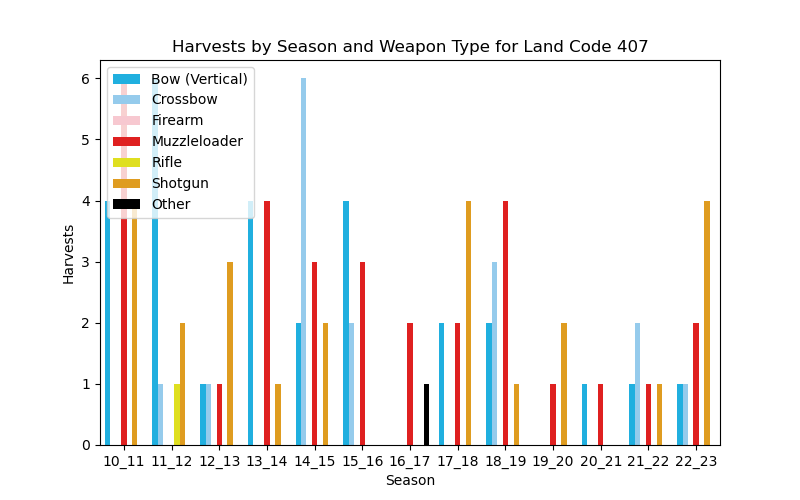 Harvests by Season and Weapon Type for Land Code 407
Bow (Vertical)
Crossbow
Firearm
Muzzleloader
Rifle
Shotgun
Other
Harvests
6
5
4
3
2
1
0
10_11 11_12 12_13 13_14 14_15 15_16 16_17 17_18 18_19 19_20 20_21 21_22 22_23
Season